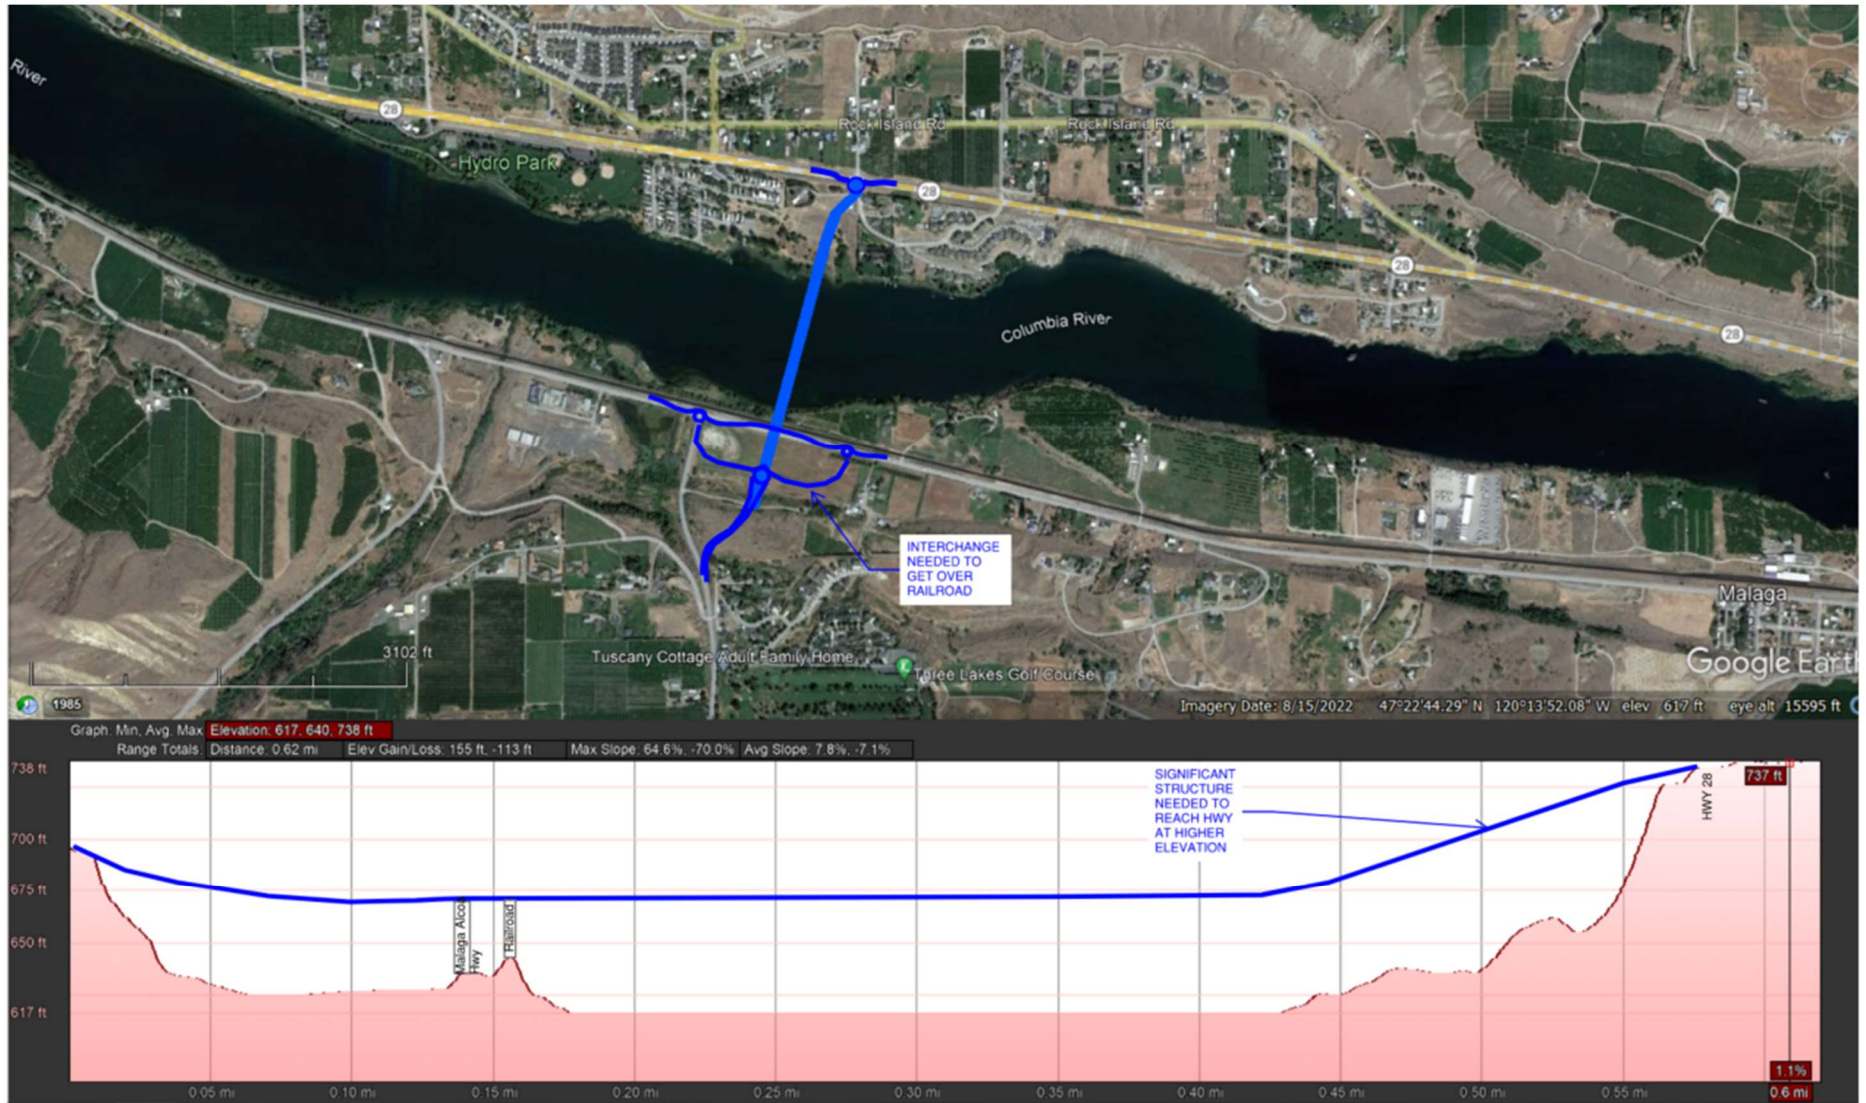 River
28
Rock Island Rd
Rock Island Rd
Hydro Park
28
28
Columbia River
28
INTERCHANGE
NEEDED TO
GET OVER
RAILROAD
Malaga
3102 ft
Tuscany Cottage Adult Family Home
Three Lakes Golf Course
Google Earth
1985
Imagery Date: 8/15/2022 47°22'44.29" N 120°13'52.08" W elev 617 ft eye alt 15595 ft
Graph: Min, Avg, Max Elevation: 617, 640, 738 ft
Range Totals: Distance: 0.62 mi Elev Gain/Loss: 155 ft, -113 ft Max Slope: 64.6%, -70.0% Avg Slope: 7.8%, -7.1%
738 ft
SIGNIFICANT
STRUCTURE
NEEDED TO
REACH HWY
AT HIGHER
ELEVATION
737 ft
HWY 28
700 ft
675 ft
Malaga Alcoa
Hwy
Railroad
650 ft
617 ft
1.1%
0.05 mi 0.10 mi 0.15 mi 0.20 mi 0.25 mi 0.30 mi 0.35 mi 0.40 mi 0.45 mi 0.50 mi 0.55 mi 0.6 mi